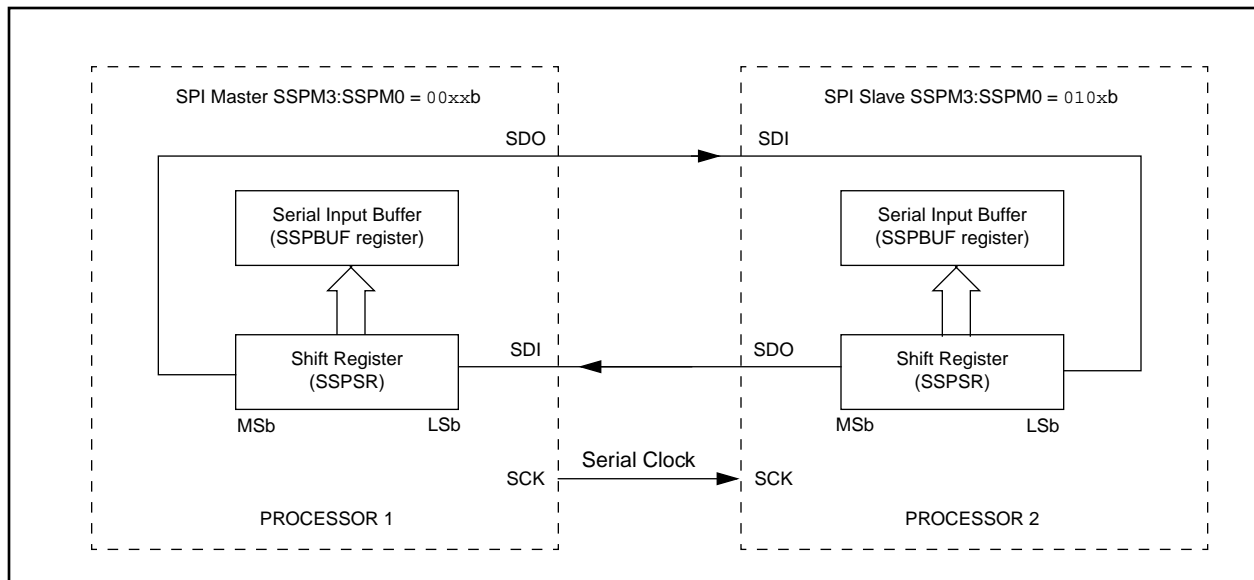 SPI Master SSPM3:SSPM0 = 00xxb
SPI Slave SSPM3:SSPM0 = 010xb
SDO
SDI
Serial Input Buffer
(SSPBUF register)
Serial Input Buffer
(SSPBUF register)
Shift Register
(SSPSR)
SDI
SDO
Shift Register
(SSPSR)
MSb
LSb
MSb
LSb
SCK
Serial Clock
SCK
PROCESSOR 1
PROCESSOR 2